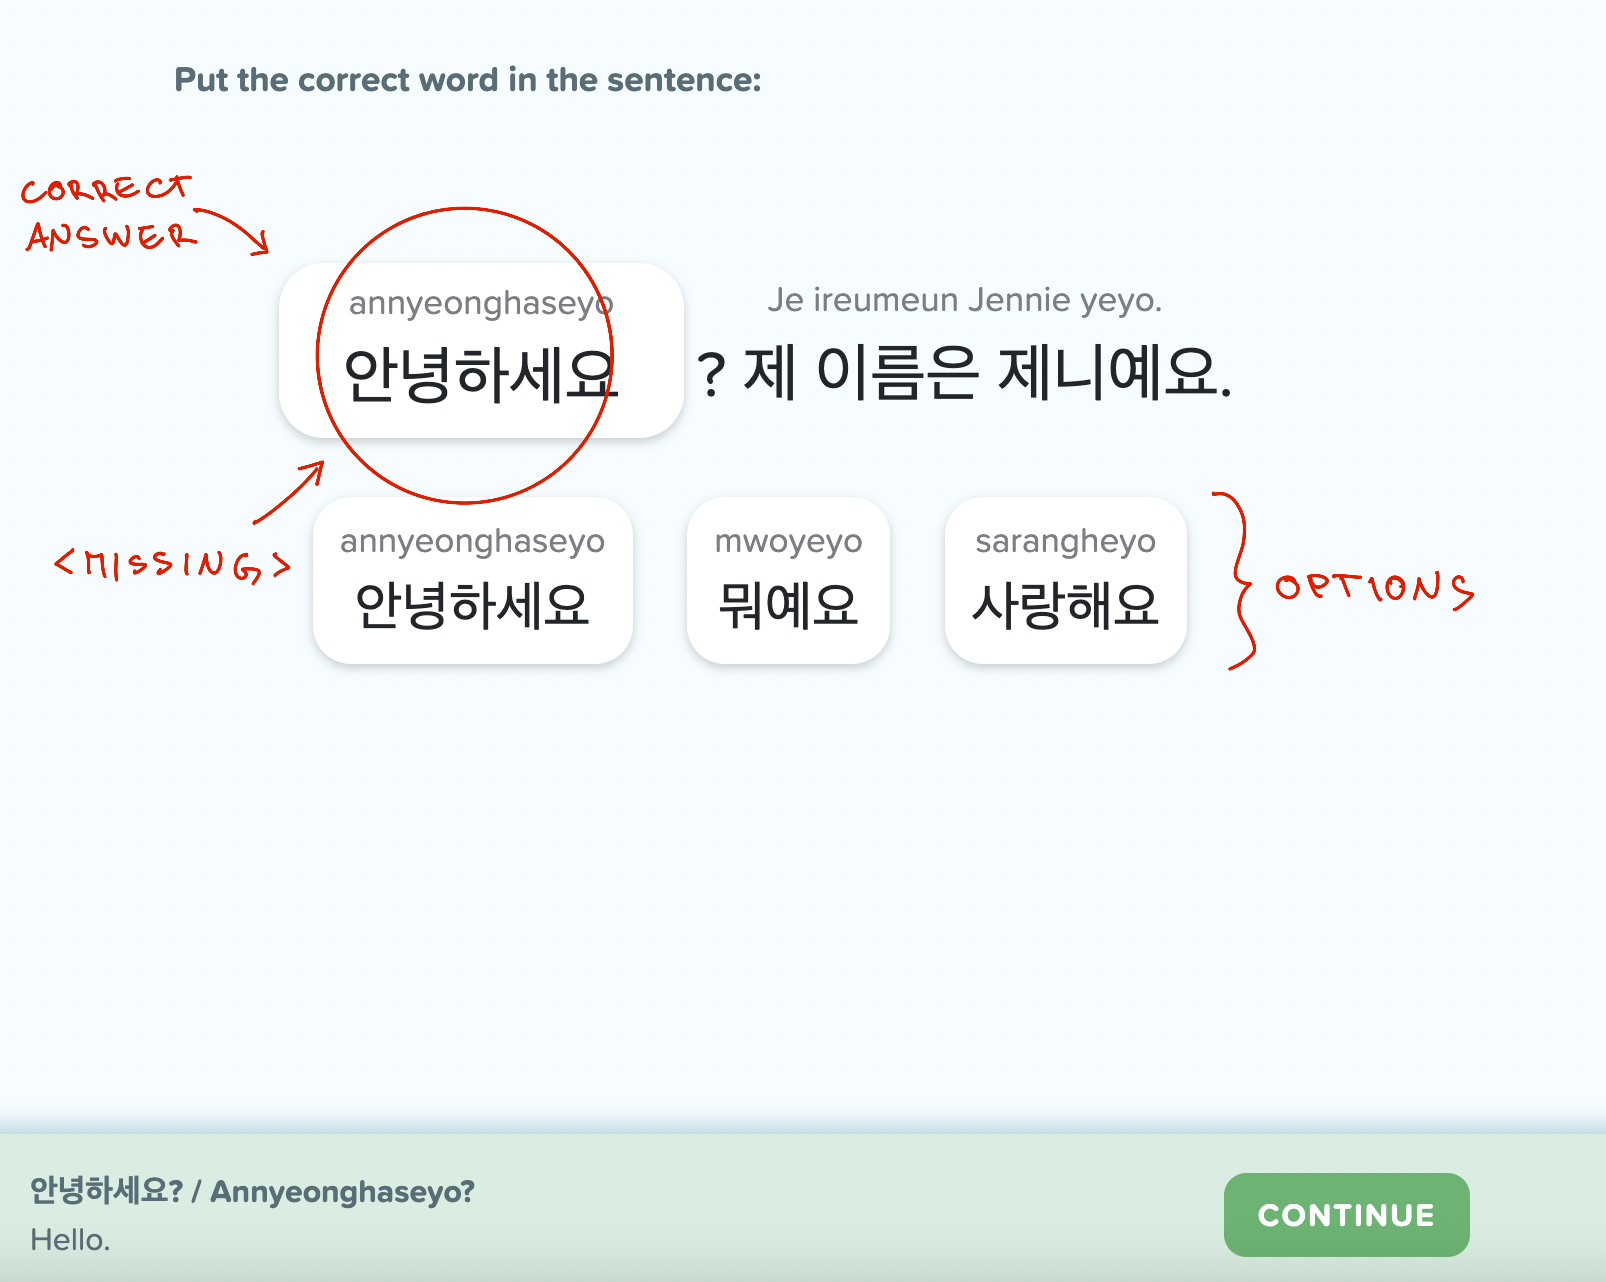 Put the correct word in the sentence:
CORRECT
ANSWER
annyeonghaseyo
Je ireumeun Jennie yeyo.
안녕하세요
? 제 이름은 제니예요.
<MISSING>
annyeonghaseyo
안녕하세요
mwoyeyo
뭐예요
sarangheyo
사랑해요
OPTIONS
안녕하세요? / Annyeonghaseyo?
Hello.
CONTINUE